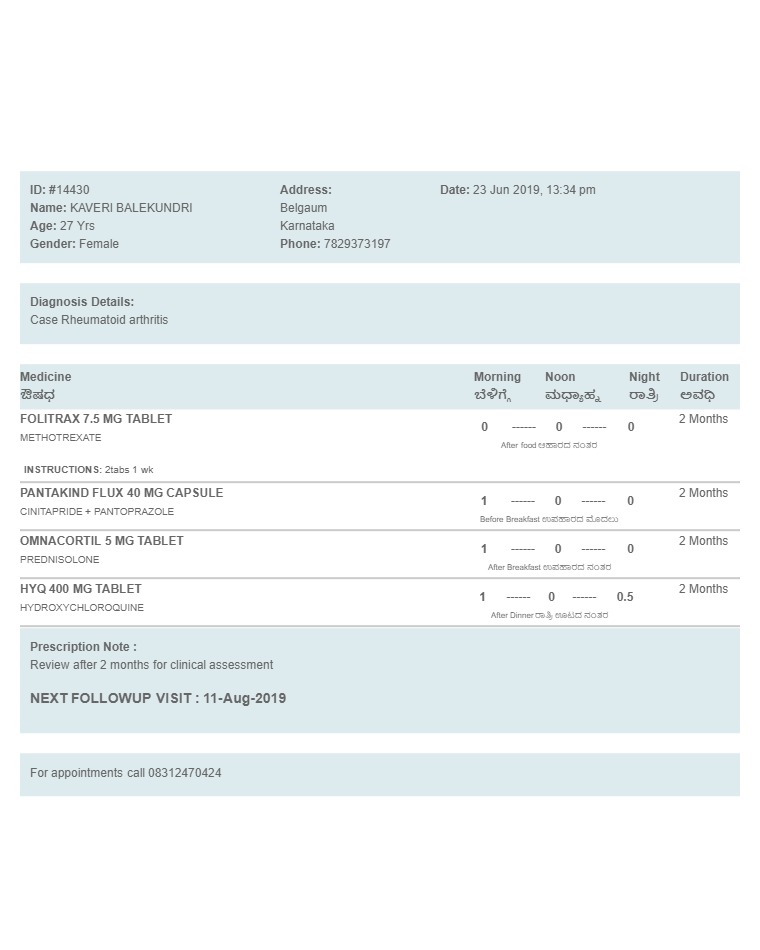 ID: #14430
Name: KAVERI BALEKUNDRI
Age: 27 Yrs
Gender: Female
Address:
Belgaum
Karnataka
Phone: 7829373197
Date: 23 Jun 2019, 13:34 pm
Diagnosis Details:
Case Rheumatoid arthritis
Medicine Morning Noon Night Duration
ಔಷಧ ಬೆಳಿಗ್ಗೆ ಮಧ್ಯಾಹ್ನ ರಾತ್ರಿ ಅವಧಿ
FOLITRAX 7.5 MG TABLET 2 Months
0 ------ 0 ------ 0
METHOTREXATE
After food ಆಹಾರದ ನಂತರ
INSTRUCTIONS: 2tabs 1 wk
PANTAKIND FLUX 40 MG CAPSULE 2 Months
1 ------ 0 ------ 0
CINITAPRIDE + PANTOPRAZOLE
Before Breakfast ಉಪಹಾರದ ಮೊದಲು
OMNACORTIL 5 MG TABLET 2 Months
1 ------ 0 ------ 0
PREDNISOLONE
After Breakfast ಉಪಹಾರದ ನಂತರ
HYQ 400 MG TABLET 2 Months
1 ------ 0 ------ 0.5
HYDROXYCHLOROQUINE
After Dinner ರಾತ್ರಿ ಊಟದ ನಂತರ
Prescription Note :
Review after 2 months for clinical assessment
NEXT FOLLOWUP VISIT : 11-Aug-2019
For appointments call 08312470424